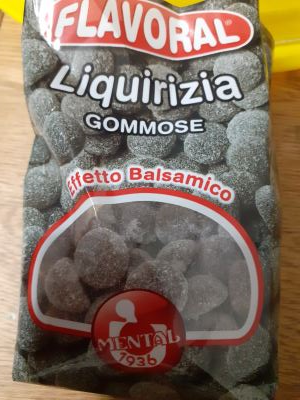 FLAVORAL®
Liquirizia
GOMMOSE
Effetto Balsamico
MENTAL
1936